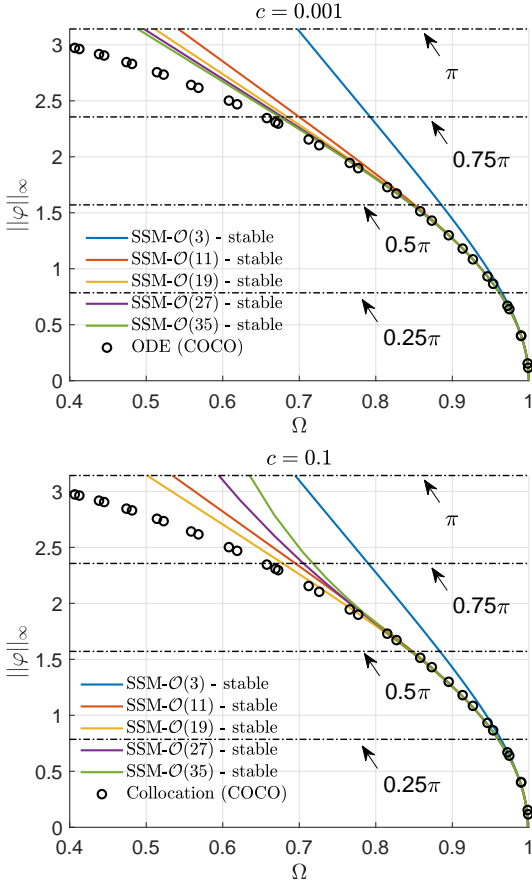 c = 0.001
3
2.5
2
1.5
1
0.5
0
||φ||∞
π
0.75π
0.5π
0.25π
SSM-O(3) - stable
SSM-O(11) - stable
SSM-O(19) - stable
SSM-O(27) - stable
SSM-O(35) - stable
ODE (COCO)
0.4 0.5 0.6 0.7 0.8 0.9 1
Ω
c = 0.1
3
2.5
2
1.5
1
0.5
0
||φ||∞
π
0.75π
0.5π
0.25π
SSM-O(3) - stable
SSM-O(11) - stable
SSM-O(19) - stable
SSM-O(27) - stable
SSM-O(35) - stable
Collocation (COCO)
0.4 0.5 0.6 0.7 0.8 0.9 1
Ω